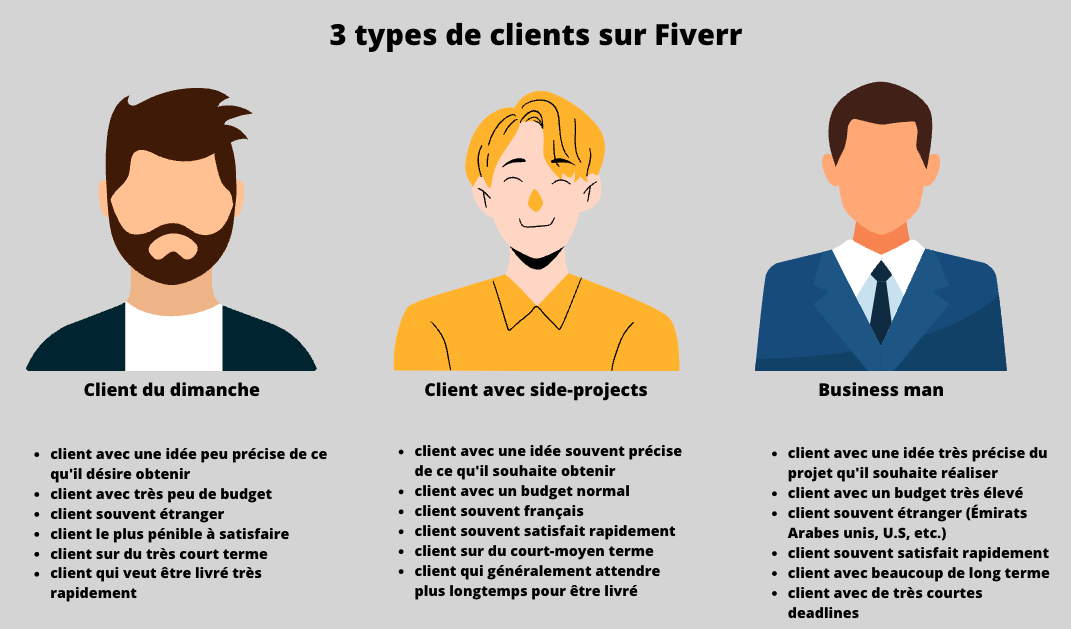 3 types de clients sur Fiverr
Client du dimanche
• client avec une idée peu précise de ce
qu'il désire obtenir
• client avec très peu de budget
• client souvent étranger
• client le plus pénible à satisfaire
• client sur du très court terme
• client qui veut être livré très
rapidement
Client avec side-projects
• client avec une idée souvent précise
de ce qu'il souhaite obtenir
• client avec un budget normal
• client souvent français
• client souvent satisfait rapidement
• client sur du court-moyen terme
• client qui généralement attendre
plus longtemps pour être livré
Business man
• client avec une idée très précise du
projet qu'il souhaite réaliser
• client avec un budget très élevé
• client souvent étranger (Émirats
Arabes unis, U.S, etc.)
• client souvent satisfait rapidement
• client avec beaucoup de long terme
• client avec de très courtes
deadlines